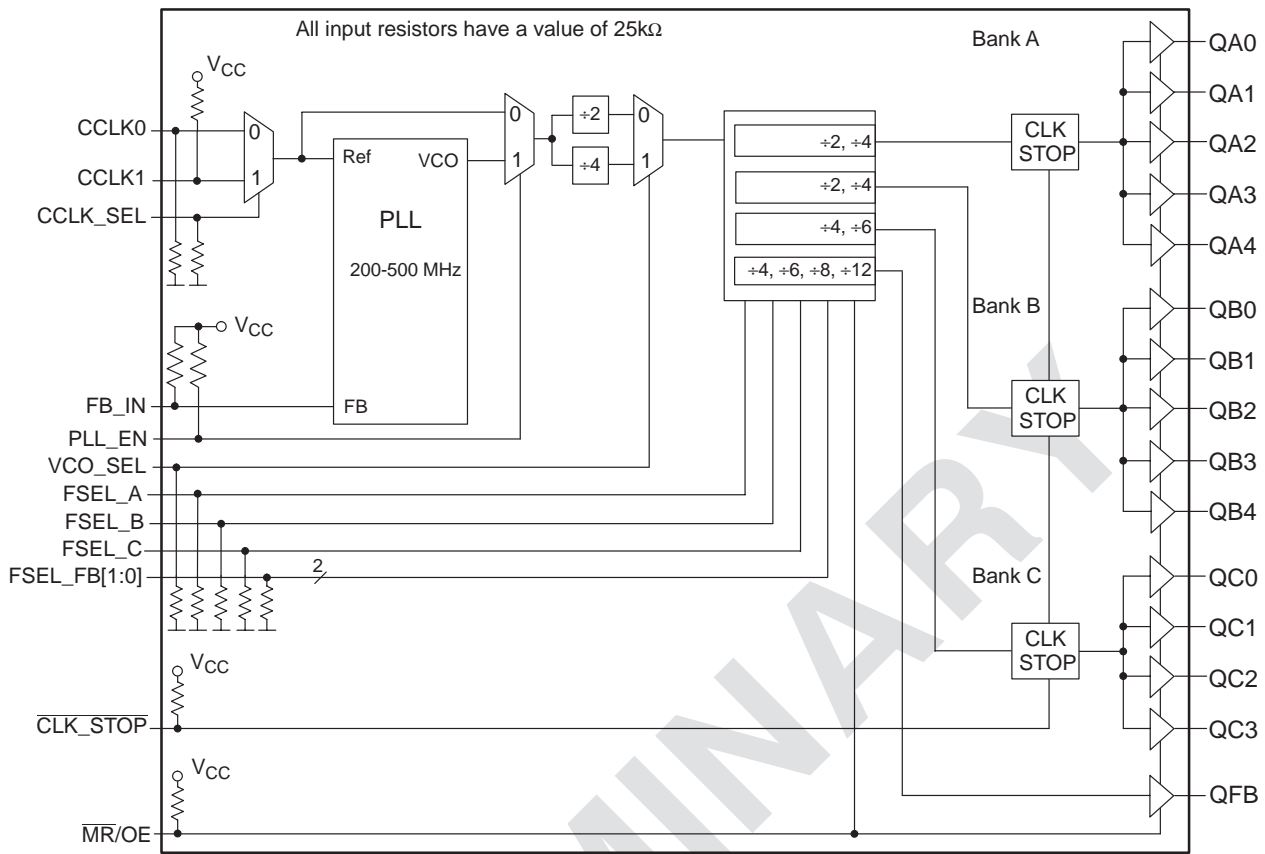 All input resistors have a value of 25kΩ
Bank A
QA0
QA1
QA2
QA3
QA4
VCC
CCLK0
CCLK1
CCLK_SEL
0
1
Ref
VCO
PLL
200-500 MHz
FB
0
1
÷2
÷4
0
1
÷2, ÷4
÷2, ÷4
÷4, ÷6
÷4, ÷6, ÷8, ÷12
CLK
STOP
VCC
FB_IN
PLL_EN
VCO_SEL
FSEL_A
FSEL_B
FSEL_C
FSEL_FB[1:0]
2
Bank B
CLK
STOP
QB0
QB1
QB2
QB3
QB4
Bank C
CLK
STOP
QC0
QC1
QC2
QC3
QFB
VCC
CLK_STOP
VCC
MR/OE
MINARY